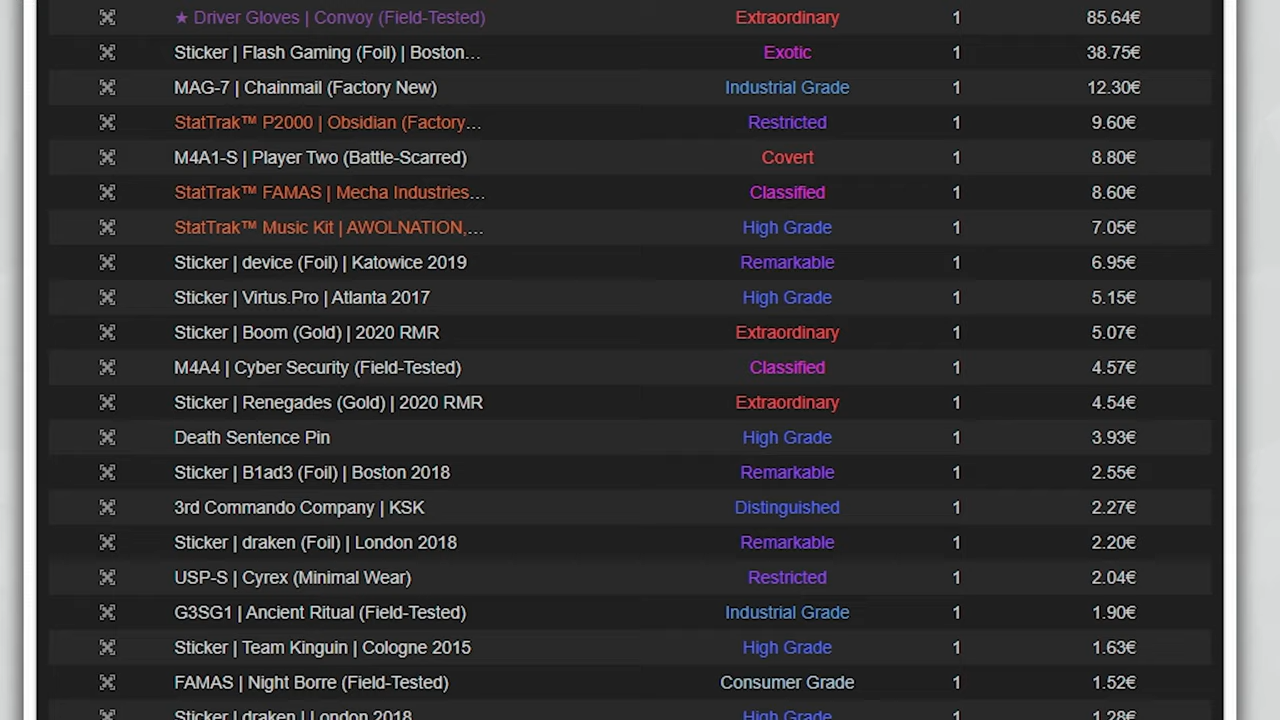 ★ Driver Gloves | Convoy (Field-Tested) Extraordinary 1 85.64€
Sticker | Flash Gaming (Foil) | Boston... Exotic 1 38.75€
MAG-7 | Chainmail (Factory New) Industrial Grade 1 12.30€
StatTrak™ P2000 | Obsidian (Factory... Restricted 1 9.60€
M4A1-S | Player Two (Battle-Scarred) Covert 1 8.80€
StatTrak™ FAMAS | Mecha Industries... Classified 1 8.60€
StatTrak™ Music Kit | AWOLNATION,... High Grade 1 7.05€
Sticker | device (Foil) | Katowice 2019 Remarkable 1 6.95€
Sticker | Virtus.Pro | Atlanta 2017 High Grade 1 5.15€
Sticker | Boom (Gold) | 2020 RMR Extraordinary 1 5.07€
M4A4 | Cyber Security (Field-Tested) Classified 1 4.57€
Sticker | Renegades (Gold) | 2020 RMR Extraordinary 1 4.54€
Death Sentence Pin High Grade 1 3.93€
Sticker | B1ad3 (Foil) | Boston 2018 Remarkable 1 2.55€
3rd Commando Company | KSK Distinguished 1 2.27€
Sticker | draken (Foil) | London 2018 Remarkable 1 2.20€
USP-S | Cyrex (Minimal Wear) Restricted 1 2.04€
G3SG1 | Ancient Ritual (Field-Tested) Industrial Grade 1 1.90€
Sticker | Team Kinguin | Cologne 2015 High Grade 1 1.63€
FAMAS | Night Borre (Field-Tested) Consumer Grade 1 1.52€
Sticker | draken | London 2018 High Grade 1 1.28€